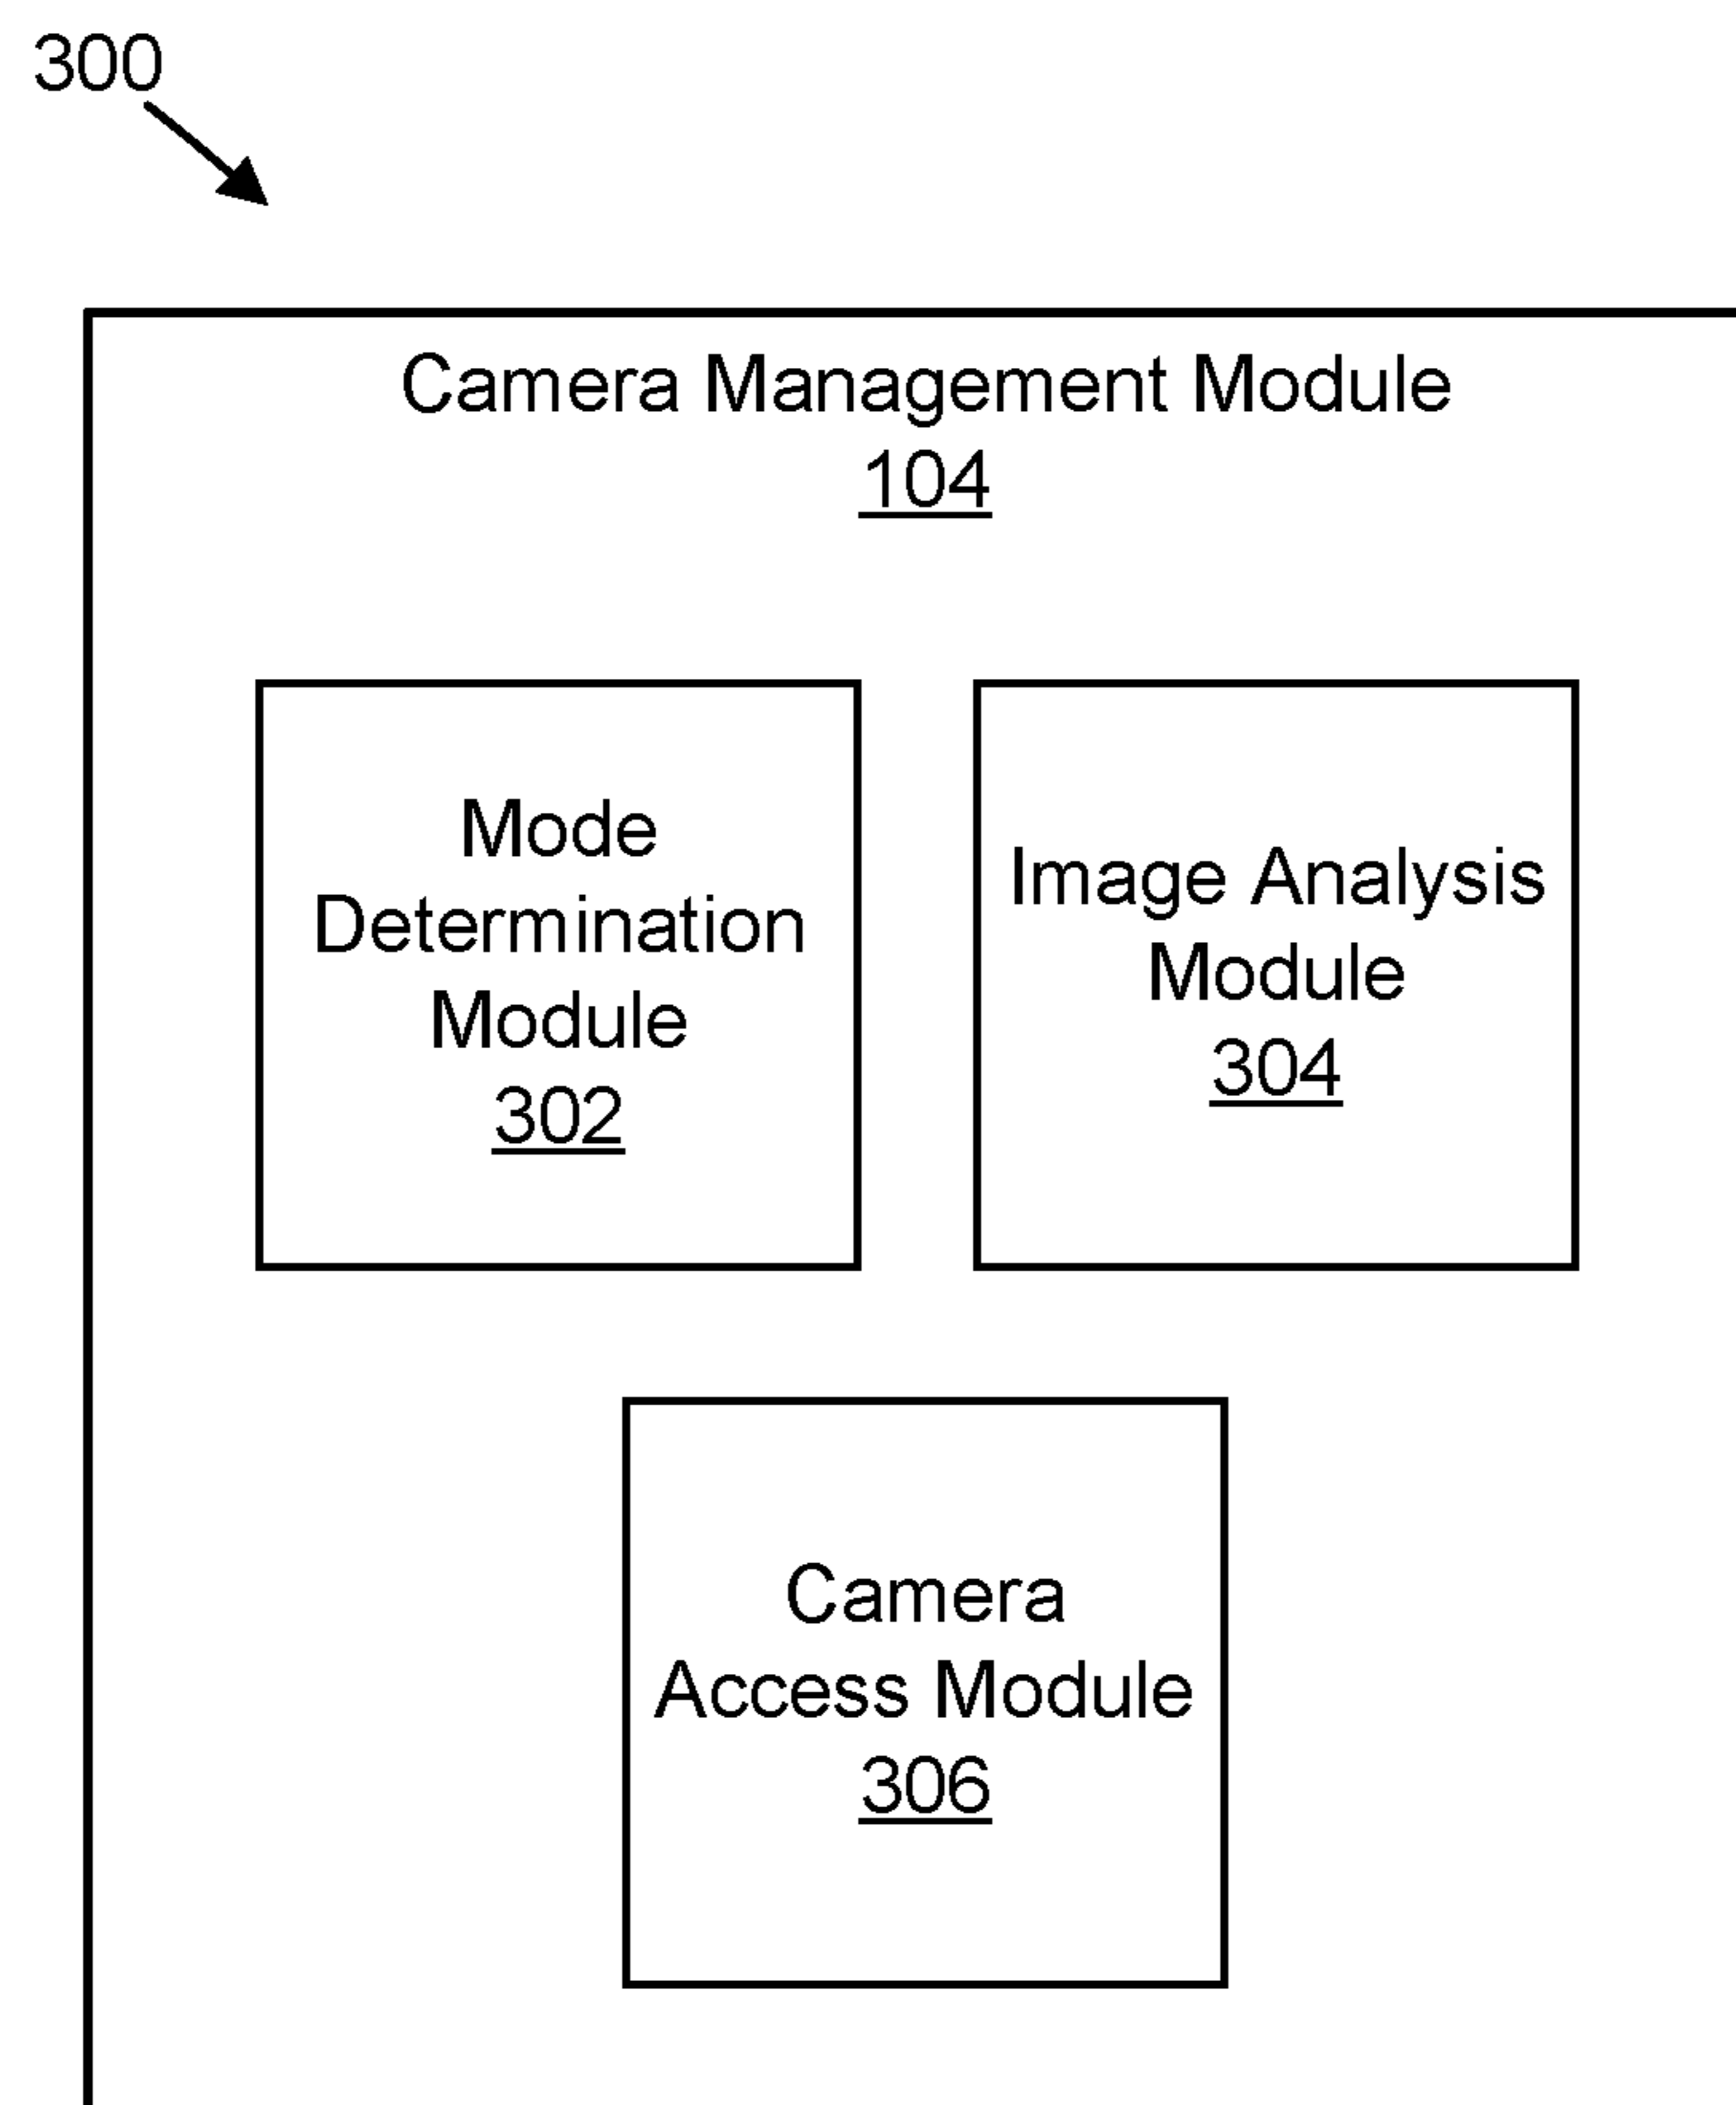 300
Camera Management Module
104
Mode
Determination
Module
302
Image Analysis
Module
304
Camera
Access Module
306